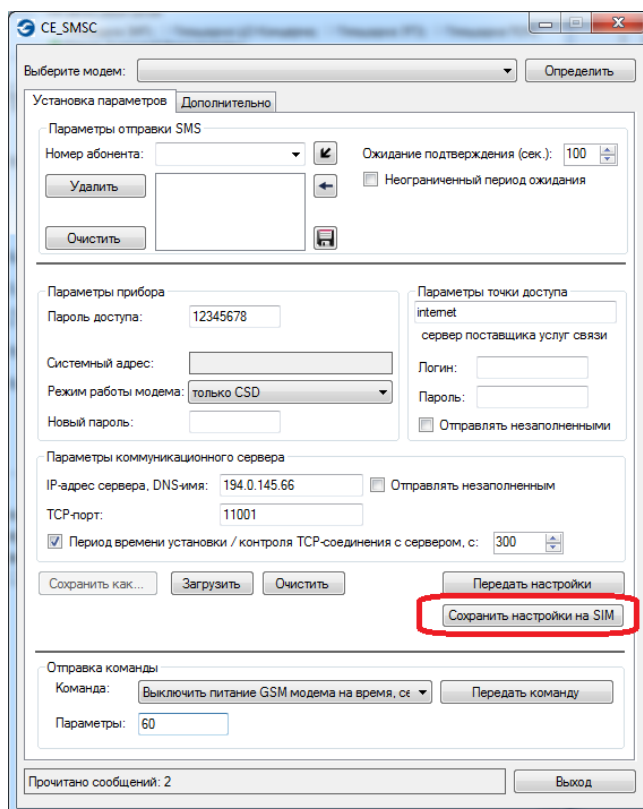 CE_SMSC
Выберите модем: Определить
Установка параметров Дополнительно
Параметры отправки SMS
Номер абонента: Ожидание подтверждения (сек.): 100
Удалить Неограниченный период ожидания
Очистить
Параметры прибора Параметры точки доступа
Пароль доступа: 12345678 internet
сервер поставщика услуг связи
Системный адрес: Логин:
Режим работы модема: только CSD Пароль:
Новый пароль: Отправлять незаполненными
Параметры коммуникационного сервера
IP-адрес сервера, DNS-имя: 194.0.145.66 Отправлять незаполненным
TCP-порт: 11001
Период времени установки / контроля TCP-соединения с сервером, с: 300
Сохранить как... Загрузить Очистить Передать настройки
Сохранить настройки на SIM
Отправка команды
Команда: Выключить питание GSM модема на время, се Передать команду
Параметры: 60
Прочитано сообщений: 2 Выход